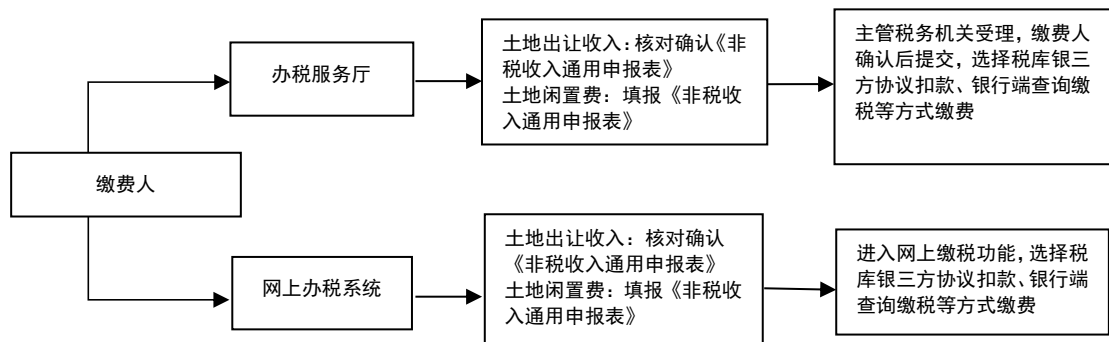 办税服务厅
土地出让收入：核对确认《非
税收入通用申报表》
土地闲置费：填报《非税收
入通用申报表》
主管税务机关受理，缴费人
确认后提交，选择税库银三
方协议扣款、银行端查询缴
税等方式缴费
缴费人
网上办税系统
土地出让收入：核对确认
《非税收入通用申报表》
土地闲置费：填报《非税收
入通用申报表》
进入网上缴税功能，选择税
库银三方协议扣款、银行端
查询缴税等方式缴费